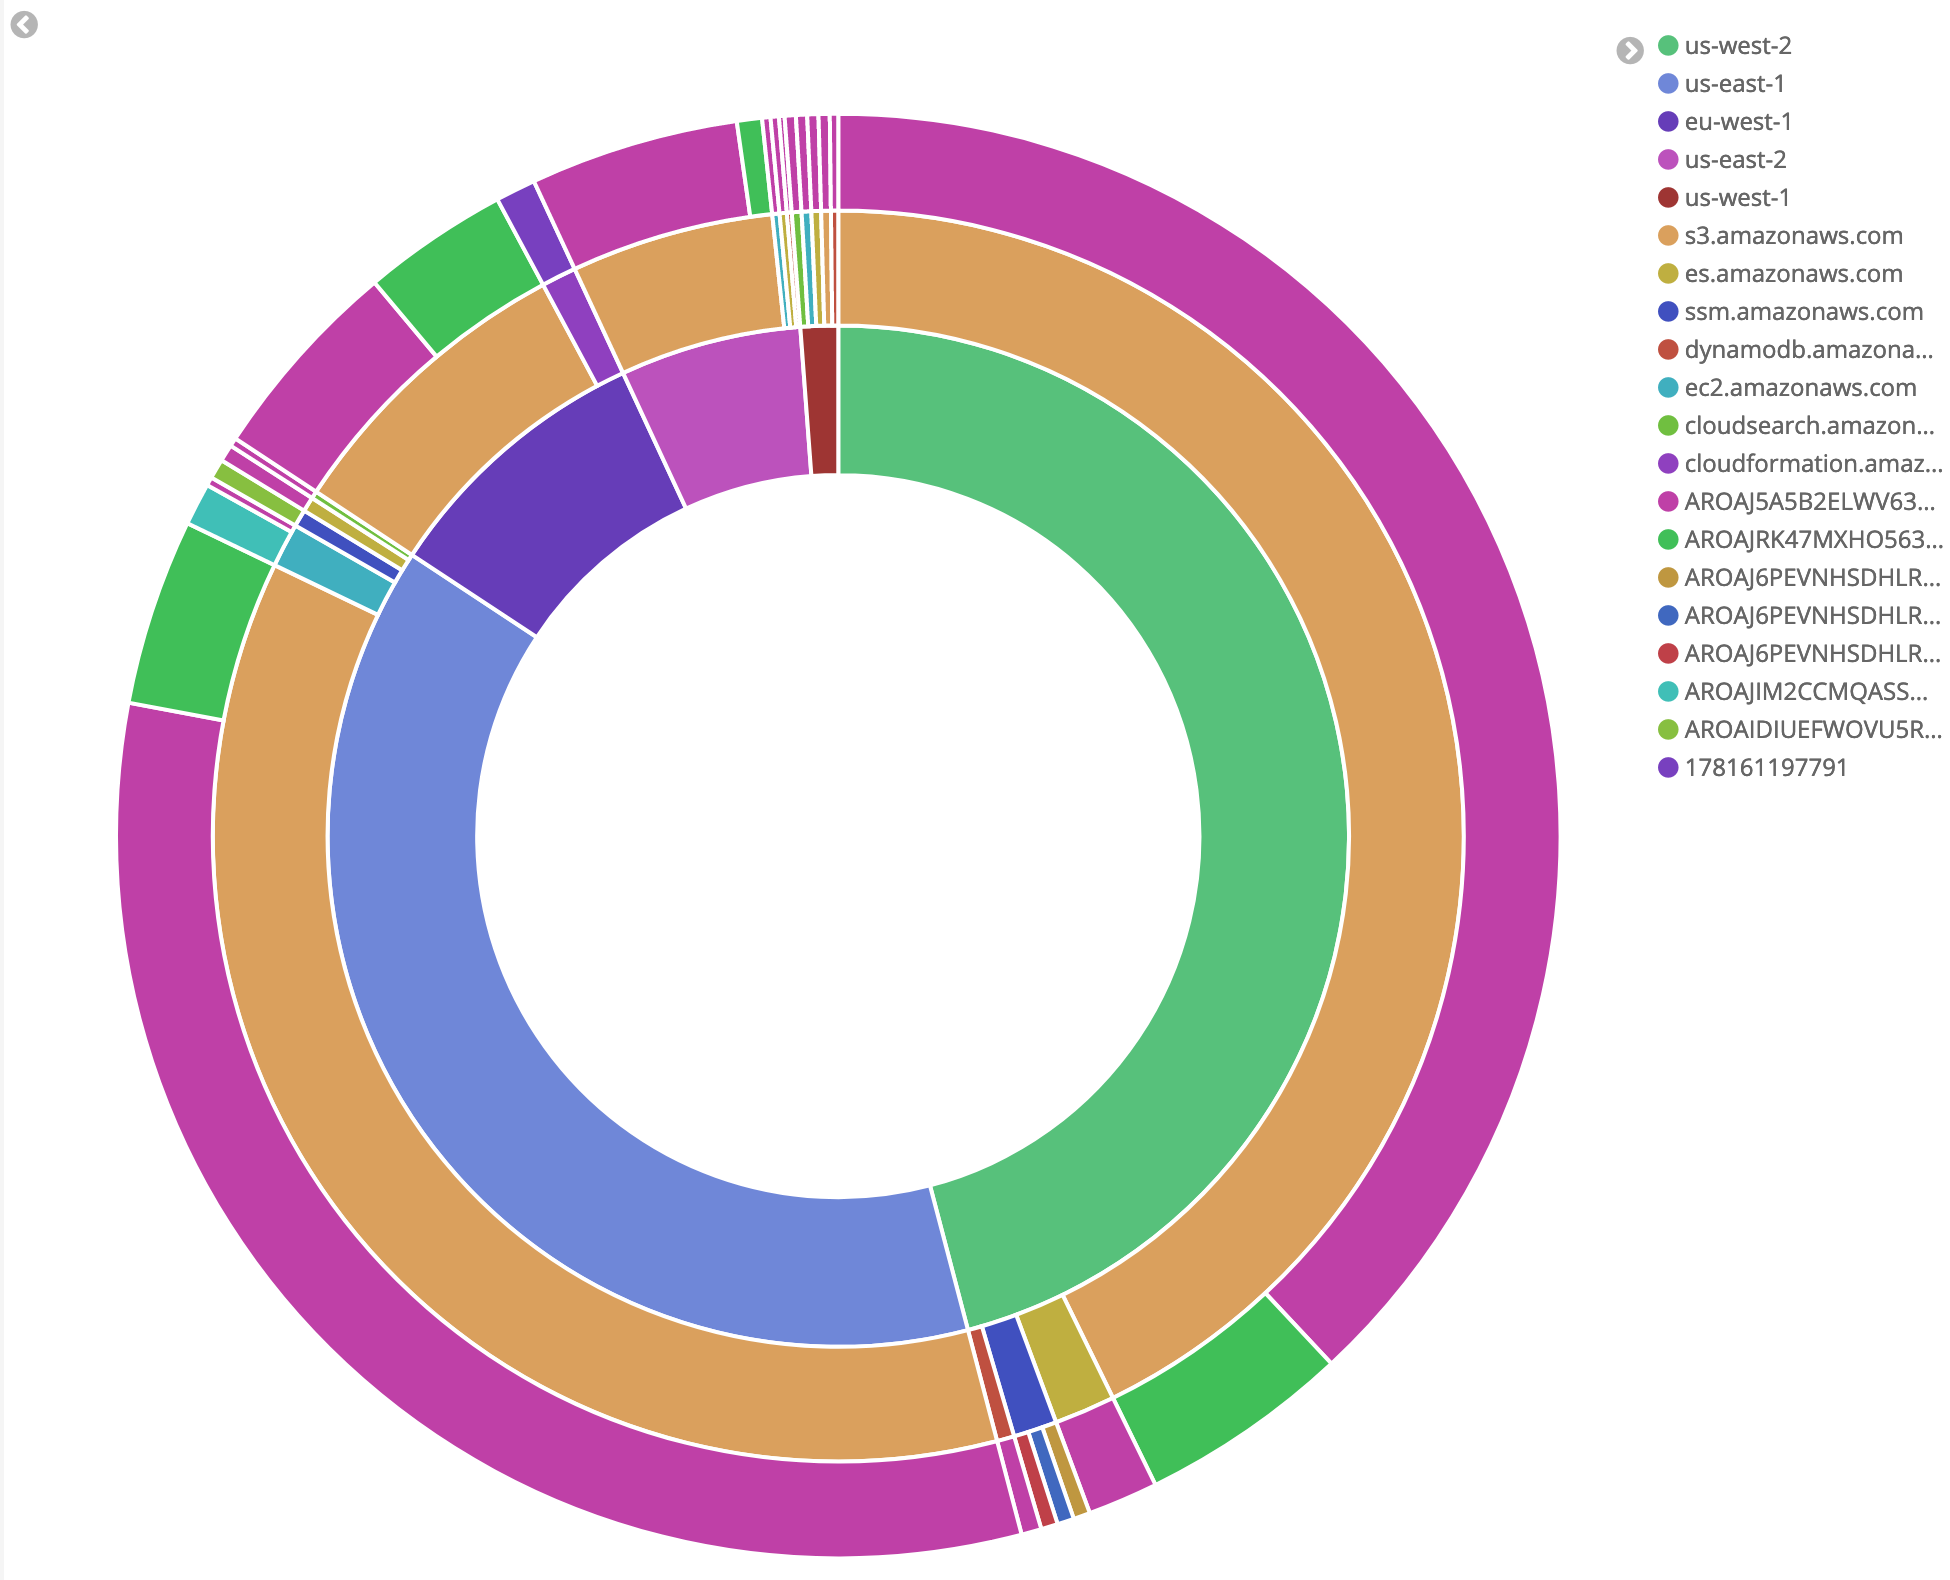 us-west-2
us-east-1
eu-west-1
us-east-2
us-west-1
s3.amazonaws.com
es.amazonaws.com
ssm.amazonaws.com
dynamodb.amazona...
ec2.amazonaws.com
cloudsearch.amazon...
cloudformation.amaz...
AROAJ5A5B2ELWV63...
AROAJRK47MXHO563...
AROAJ6PEVNHSDHLR...
AROAJ6PEVNHSDHLR...
AROAJ6PEVNHSDHLR...
AROAJIM2CCMQASS...
AROAIDIUEFWOVU5R...
178161197791